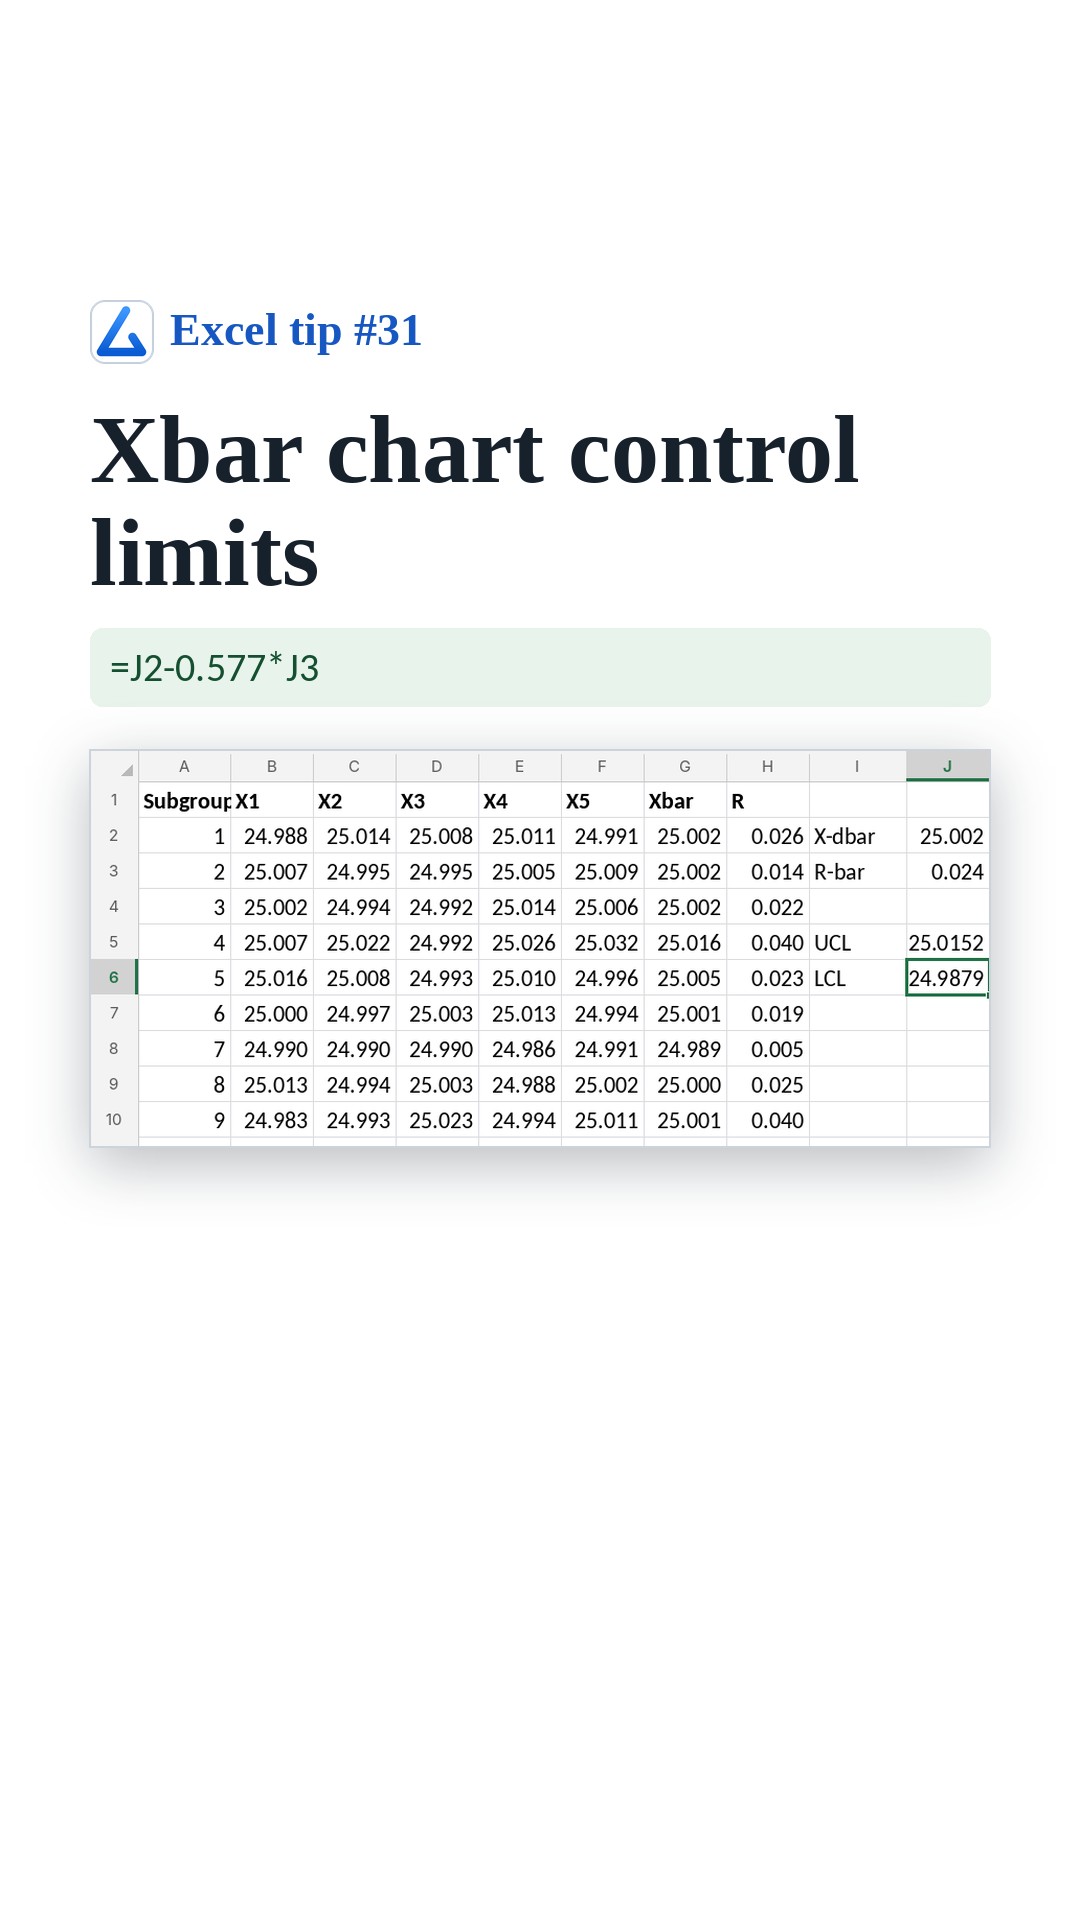 Excel tip #31
Xbar chart control
limits
=J2-0.577*J3
A B C D E F G H I J
1 Subgroup X1 X2 X3 X4 X5 Xbar R
2 1 24.988 25.014 25.008 25.011 24.991 25.002 0.026 X-dbar 25.002
3 2 25.007 24.995 24.995 25.005 25.009 25.002 0.014 R-bar 0.024
4 3 25.002 24.994 24.992 25.014 25.006 25.002 0.022
5 4 25.007 25.022 24.992 25.026 25.032 25.016 0.040 UCL 25.0152
6 5 25.016 25.008 24.993 25.010 24.996 25.005 0.023 LCL 24.9879
7 6 25.000 24.997 25.003 25.013 24.994 25.001 0.019
8 7 24.990 24.990 24.990 24.986 24.991 24.989 0.005
9 8 25.013 24.994 25.003 24.988 25.002 25.000 0.025
10 9 24.983 24.993 25.023 24.994 25.011 25.001 0.040